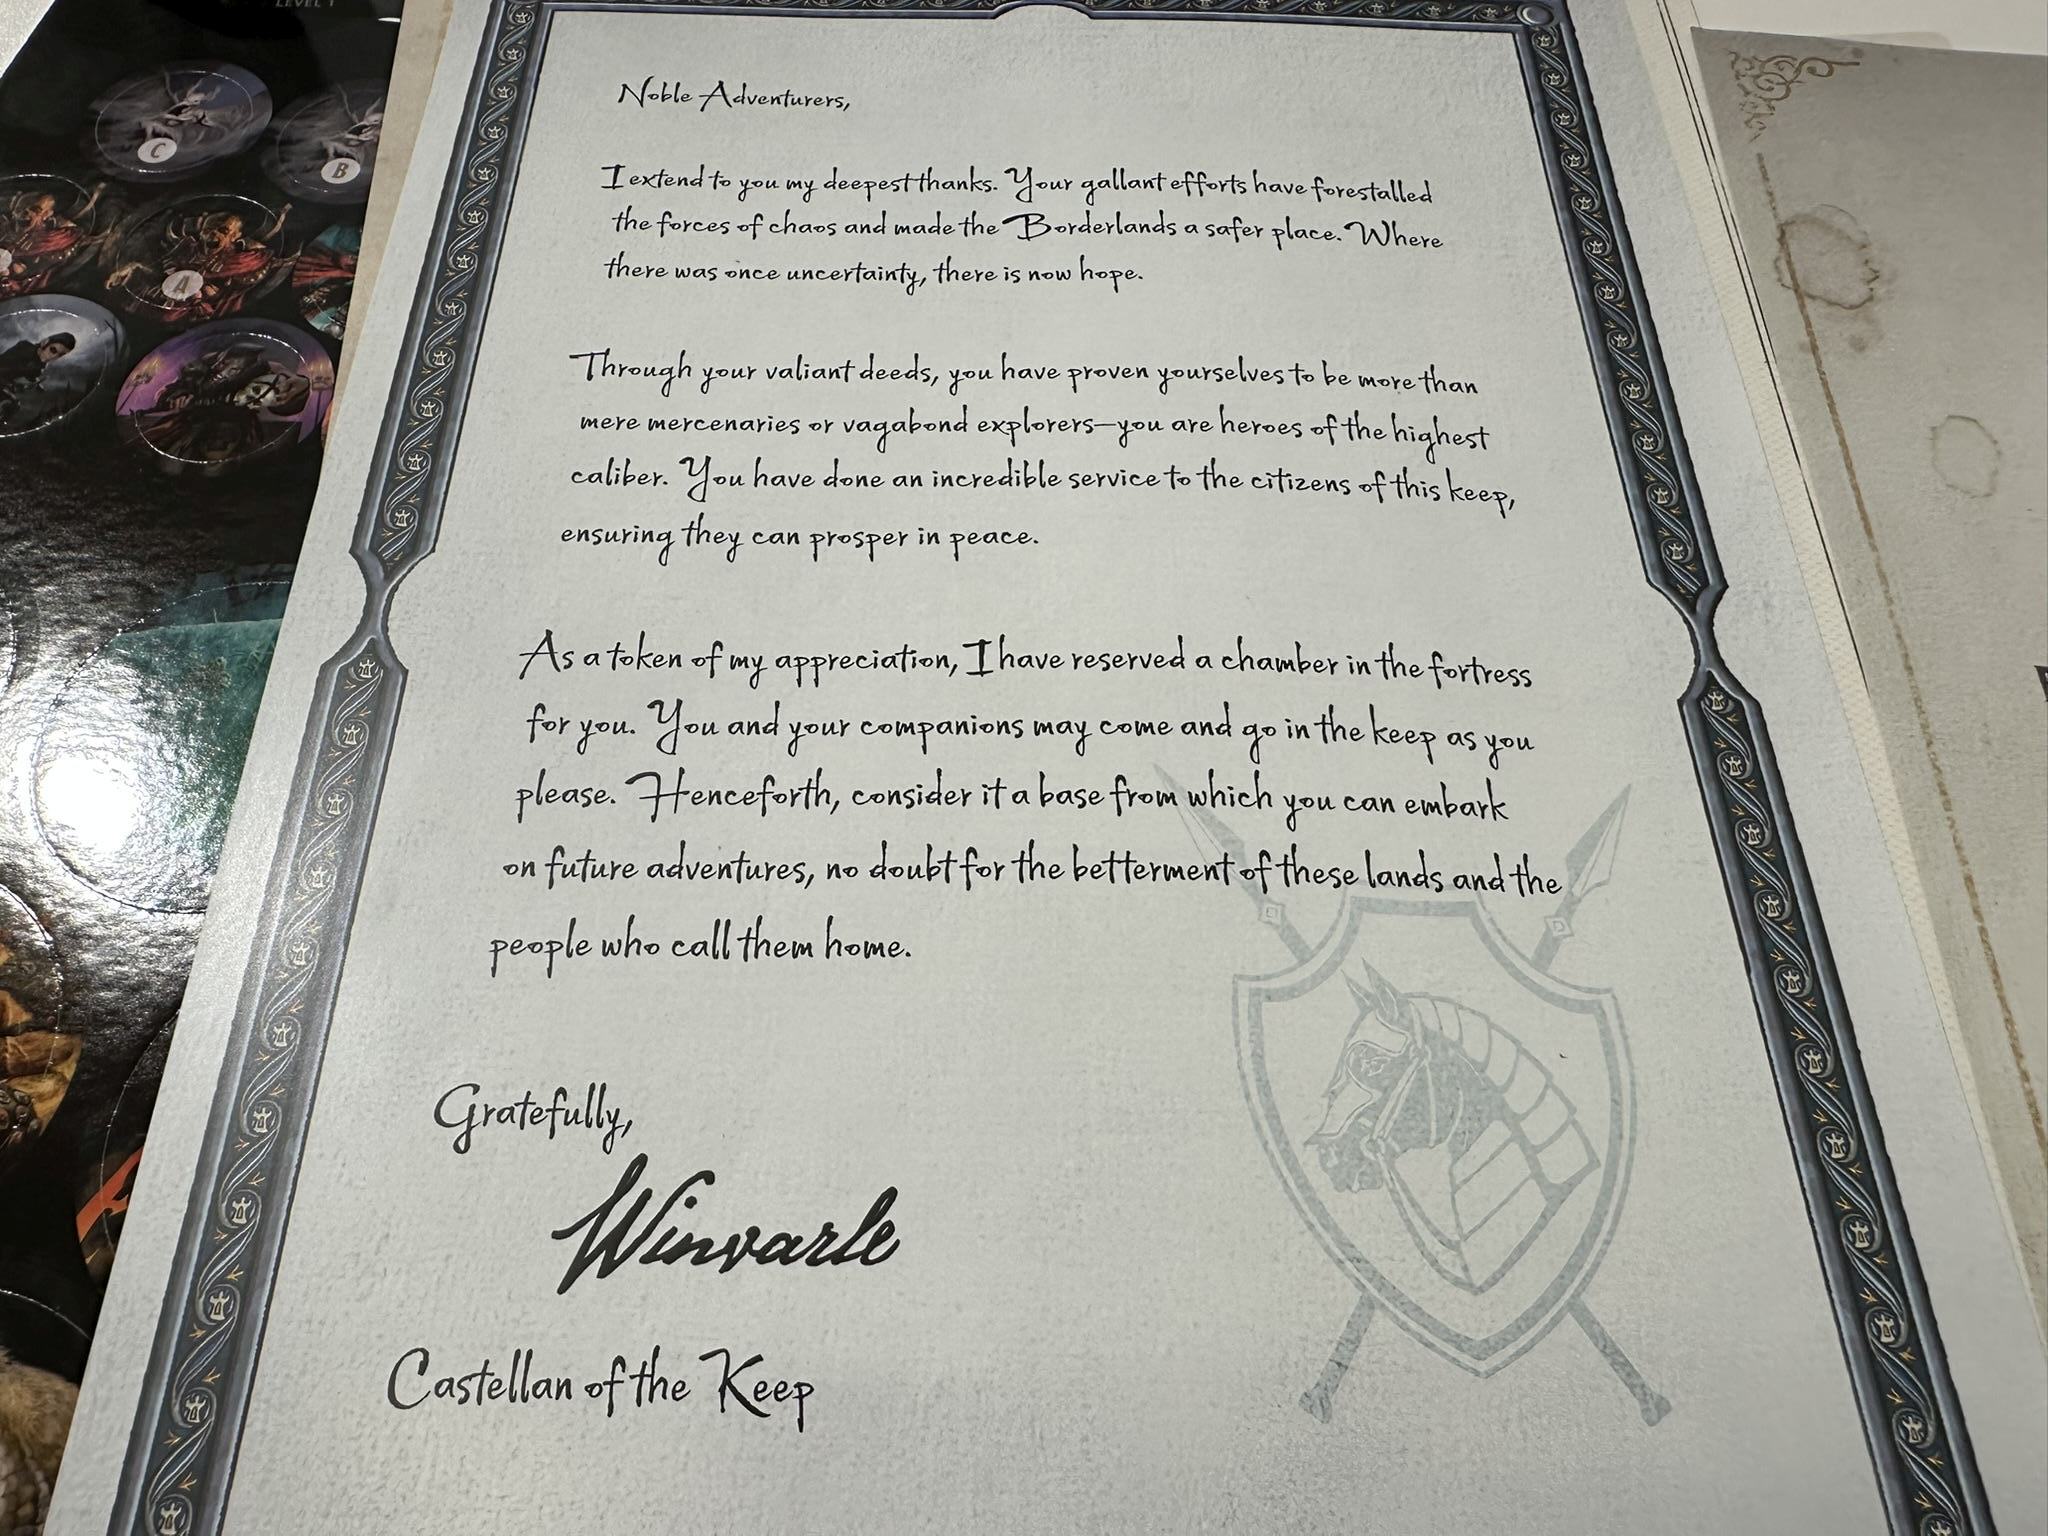 LEVEL 1
C
B
A
Noble Adventurers,
I extend to you my deepest thanks. Your gallant efforts have forestalled
the forces of chaos and made the Borderlands a safer place. Where
there was once uncertainty, there is now hope.
Through your valiant deeds, you have proven yourselves to be more than
mere mercenaries or vagabond explorers—you are heroes of the highest
caliber. You have done an incredible service to the citizens of this keep,
ensuring they can prosper in peace.
As a token of my appreciation, I have reserved a chamber in the fortress
for you. You and your companions may come and go in the keep as you
please. Henceforth, consider it a base from which you can embark
on future adventures, no doubt for the betterment of these lands and the
people who call them home.
Gratefully,
Winvarle
Castellan of the Keep